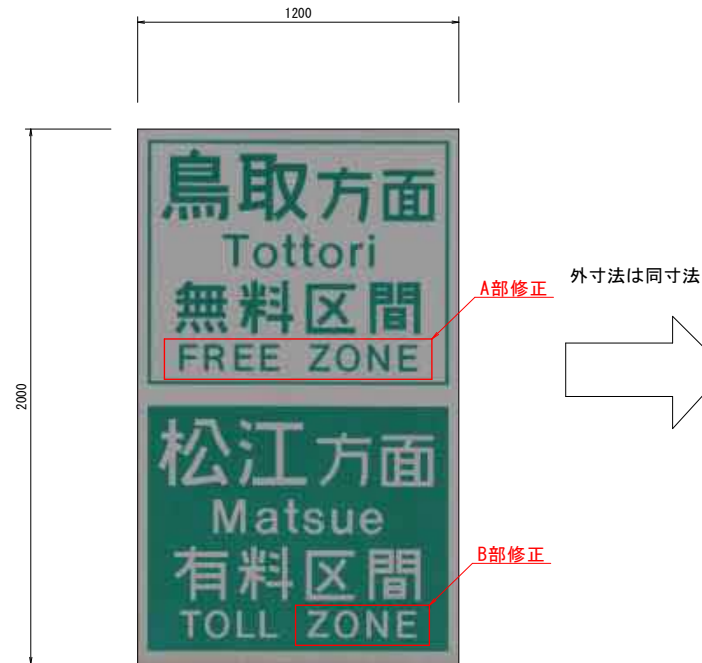 1200
2000
鳥取方面
Tottori
無料区間
FREE ZONE
A部修正
外寸法は同寸法
松江方面
Matsue
有料区間
TOLL ZONE
B部修正